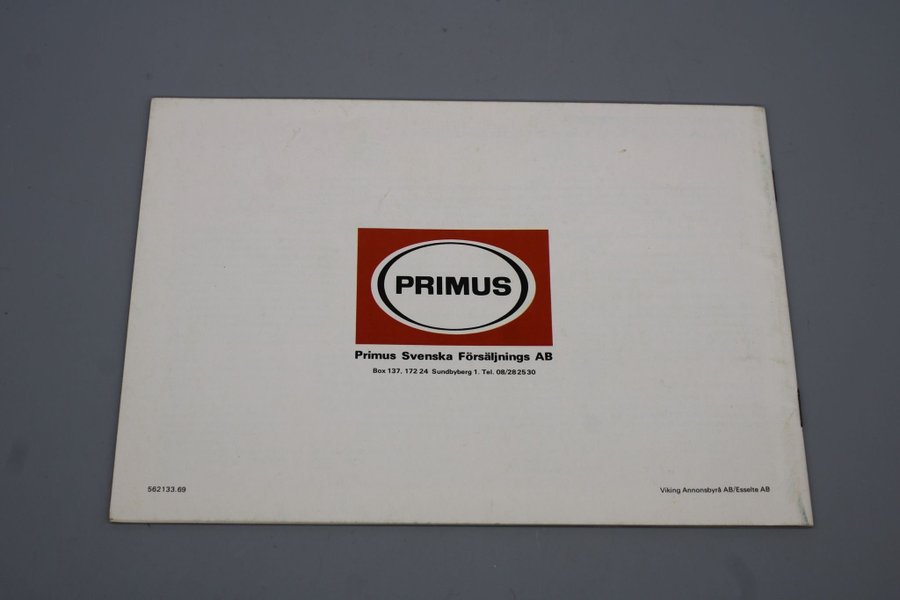 PRIMUS
Primus Svenska Försäljnings AB
Box 137. 172 24 Sundbyberg 1. Tel. 08/28 25 30
562133.69
Viking Annonsbyrå AB/Esselte AB